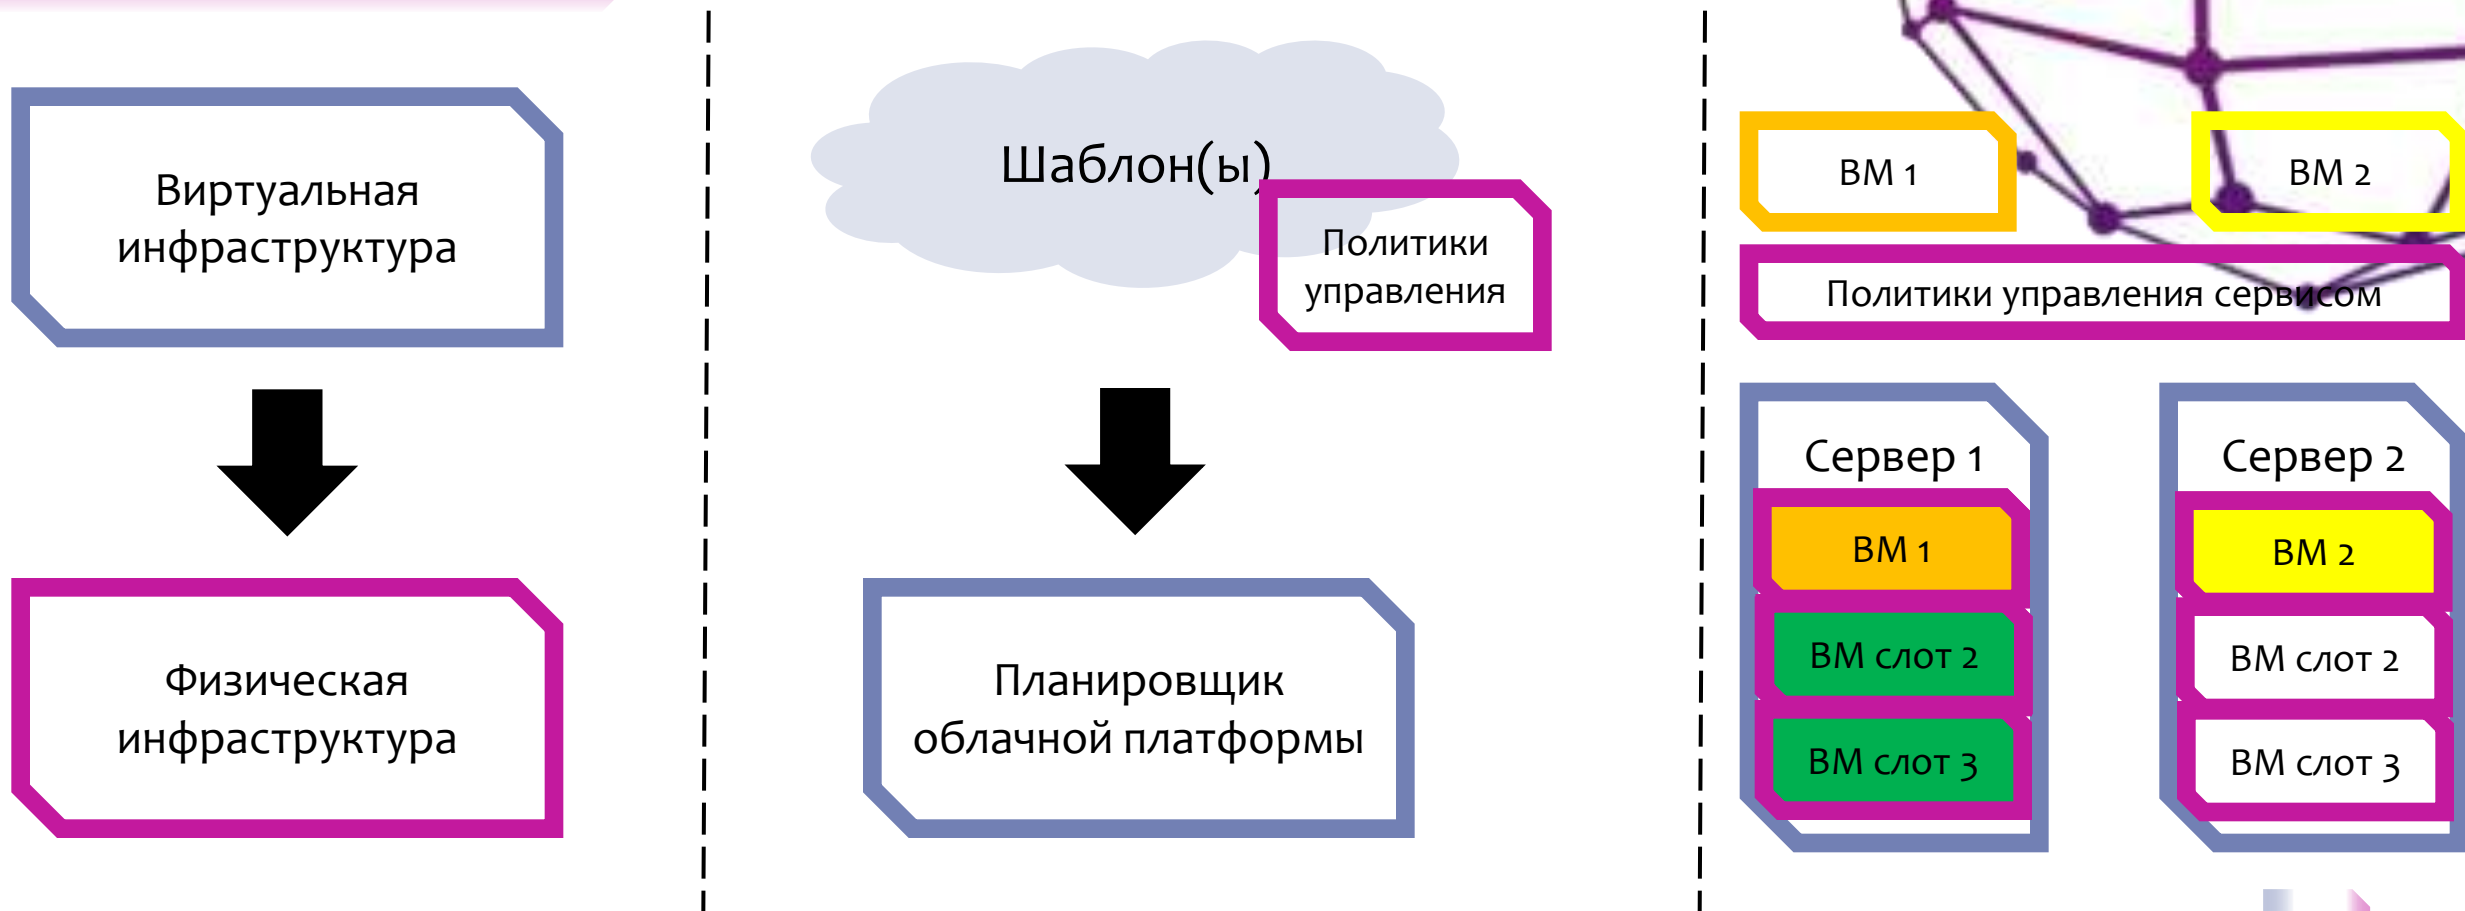 Виртуальная
инфраструктура
Физическая
инфраструктура
Шаблон(ы)
Политики
управления
Планировщик
облачной платформы
ВМ 1
ВМ 2
Политики управления сервисом
Сервер 1
ВМ 1
ВМ слот 2
ВМ слот 3
Сервер 2
ВМ 2
ВМ слот 2
ВМ слот 3